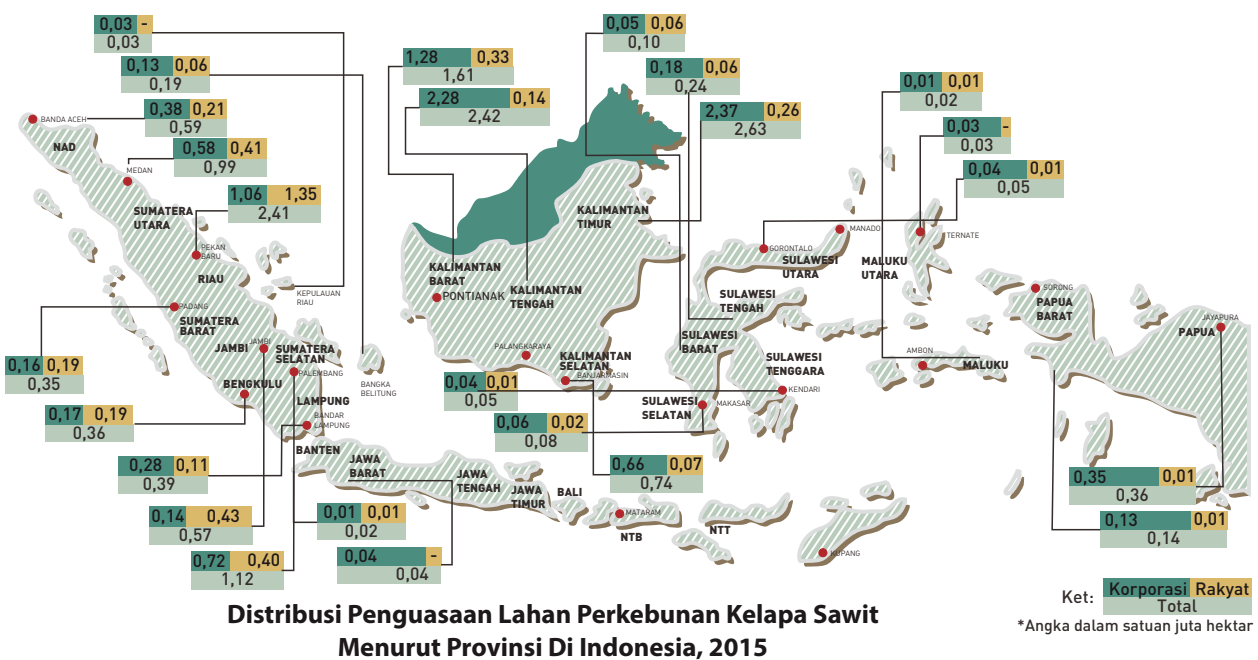 0,03 -
0,03
0,13 0,06
0,19
0,38 0,21
0,59
0,58 0,41
0,99
1,06 1,35
2,41
1,28 0,33
1,61
2,28 0,14
2,42
0,05 0,06
0,10
0,18 0,06
0,24
2,37 0,26
2,63
0,01 0,01
0,02
0,03 -
0,03
0,04 0,01
0,05
BANDA ACEH
NAD
MEDAN
SUMATERA
UTARA
PEKAN
BARU
RIAU
KEPULAUAN
RIAU
PADANG
SUMATERA
BARAT
JAMBI
JAMBI
SUMATERA
SELATAN
PALEMBANG
BENGKULU
LAMPUNG
BANDAR
LAMPUNG
BANGKA
BELITUNG
KALIMANTAN
BARAT
PONTIANAK
KALIMANTAN
TENGAH
KALIMANTAN
TIMUR
PALANGKARAYA
KALIMANTAN
SELATAN
BANJARMASIN
MANADO
GORONTALO
SULAWESI
UTARA
SULAWESI
TENGAH
SULAWESI
BARAT
SULAWESI
TENGGARA
KENDARI
SULAWESI
SELATAN
MAKASAR
TERNATE
MALUKU
UTARA
AMBON
MALUKU
SORONG
PAPUA
BARAT
JAYAPURA
PAPUA
0,16 0,19
0,35
0,17 0,19
0,36
0,28 0,11
0,39
0,14 0,43
0,57
0,72 0,40
1,12
0,01 0,01
0,02
0,04 -
0,04
0,04 0,01
0,05
0,06 0,02
0,08
0,66 0,07
0,74
0,35 0,01
0,36
0,13 0,01
0,14
BANTEN
JAWA
BARAT
JAWA
TENGAH
JAWA
TIMUR
BALI
MATARAM
NTB
NTT
KUPANG
Ket: Korporasi Rakyat
Total
*Angka dalam satuan juta hektar
Distribusi Penguasaan Lahan Perkebunan Kelapa Sawit
Menurut Provinsi Di Indonesia, 2015